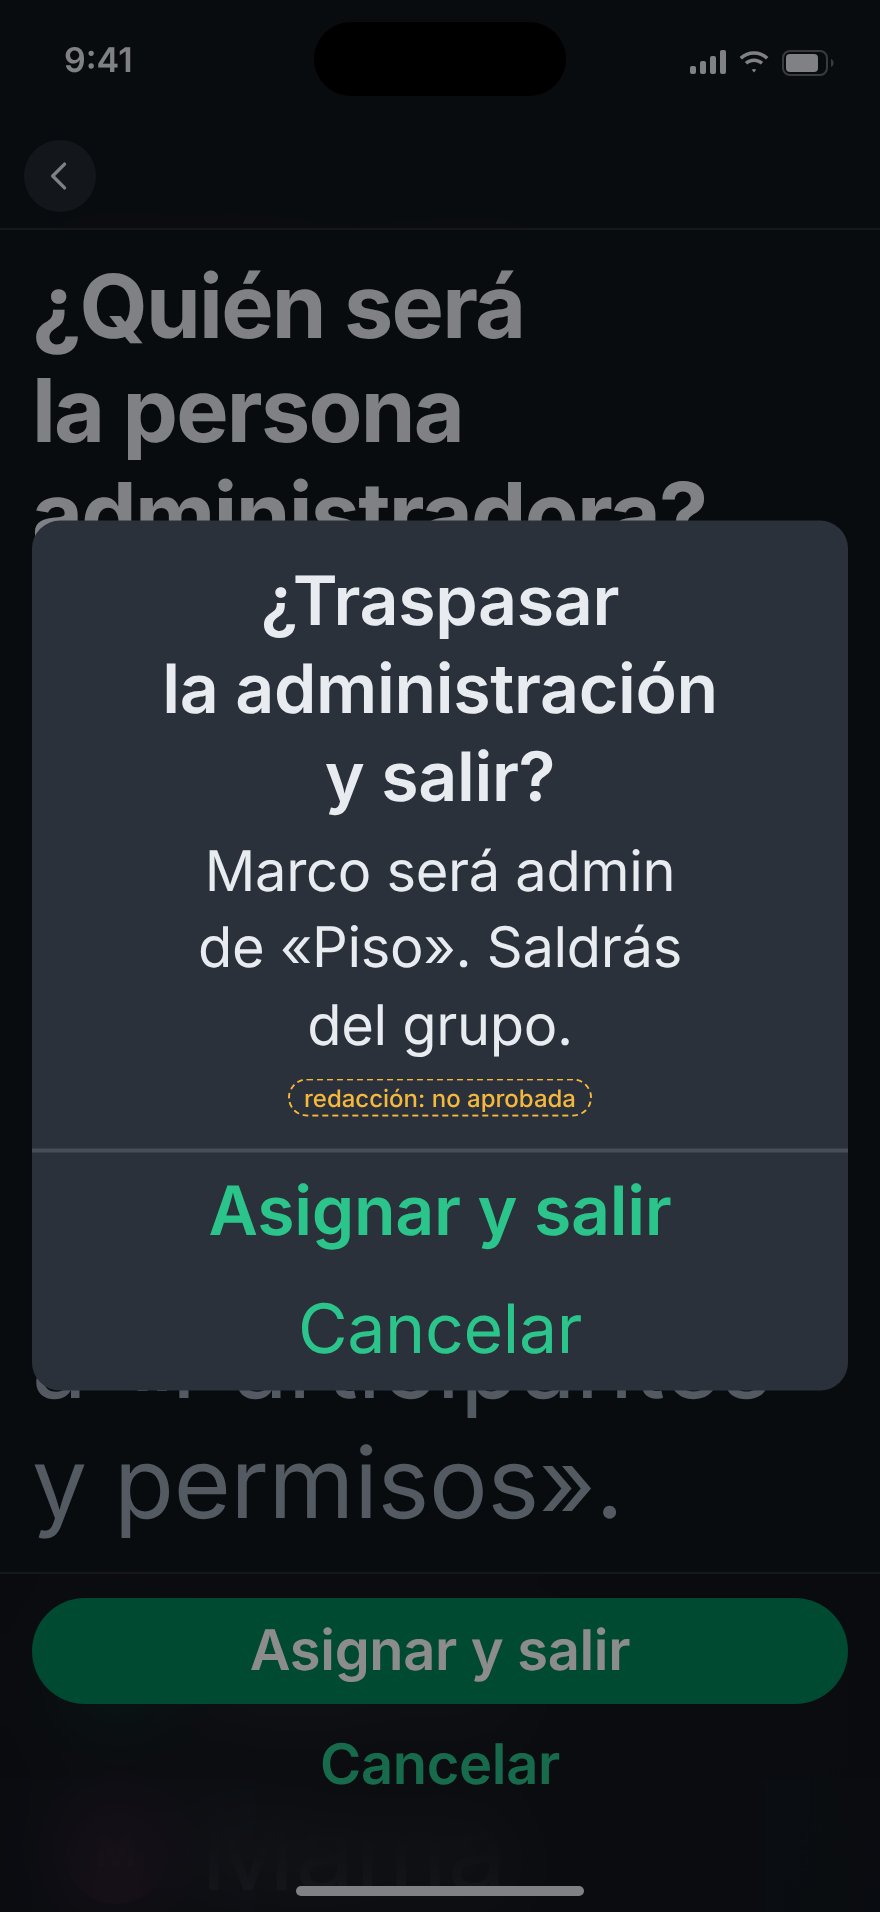 9:41
¿Quién será
la persona
administradora?
¿Traspasar
la administración
y salir?
Marco será admin
de «Piso». Saldrás
del grupo.
redacción: no aprobada
Asignar y salir
Cancelar
y permisos».
Asignar y salir
Cancelar